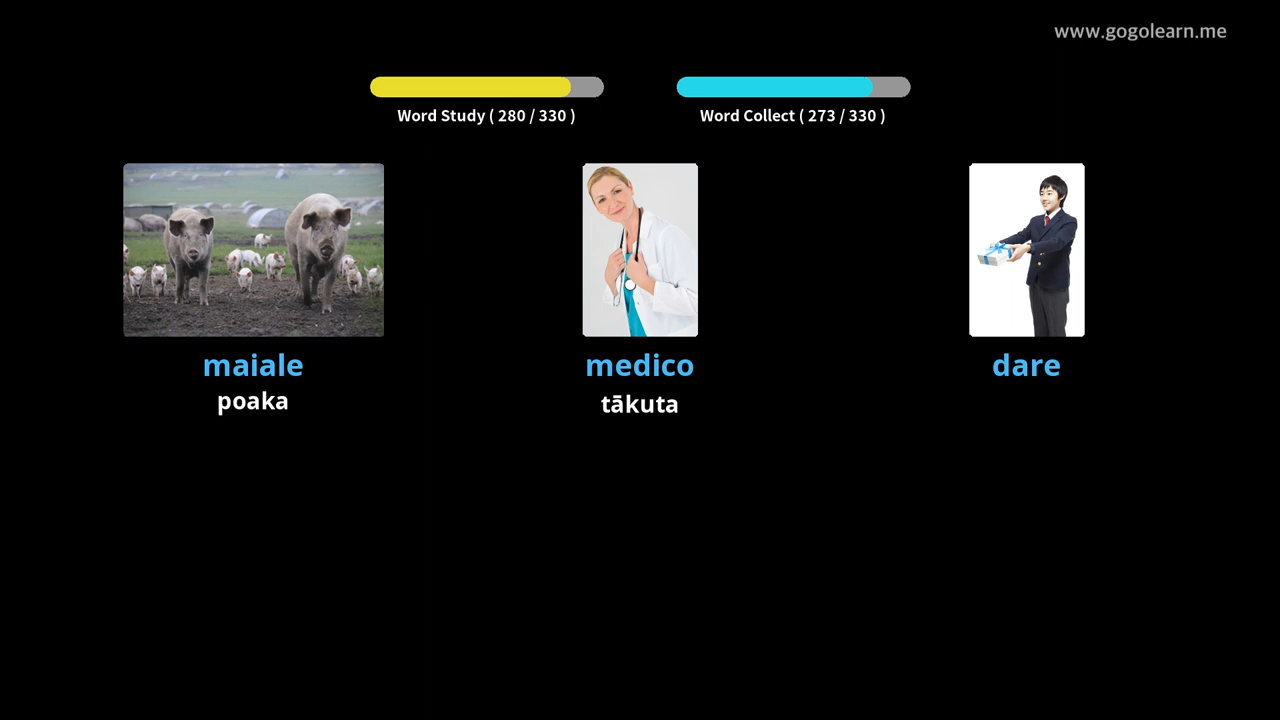 www.gogolearn.me
Word Study ( 280 / 330 )
Word Collect ( 273 / 330 )
maiale
medico
dare
poaka
tākuta